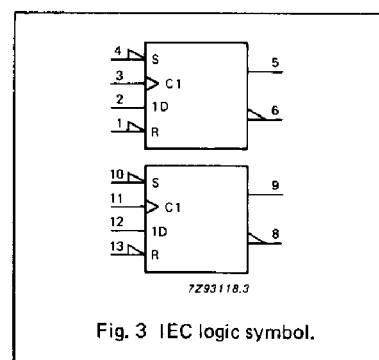 4 S 5
3 C1
2 1D
1 R 6
10 S 9
11 C1
12 1D
13 R 8
7Z93118.3
Fig. 3 IEC logic symbol.